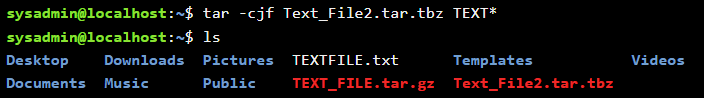 sysadmin@localhost:~$ tar -cjf Text_File2.tar.tbz TEXT*
sysadmin@localhost:~$ ls
Desktop Downloads Pictures TEXTFILE.txt Templates Videos
Documents Music Public TEXT_FILE.tar.gz Text_File2.tar.tbz